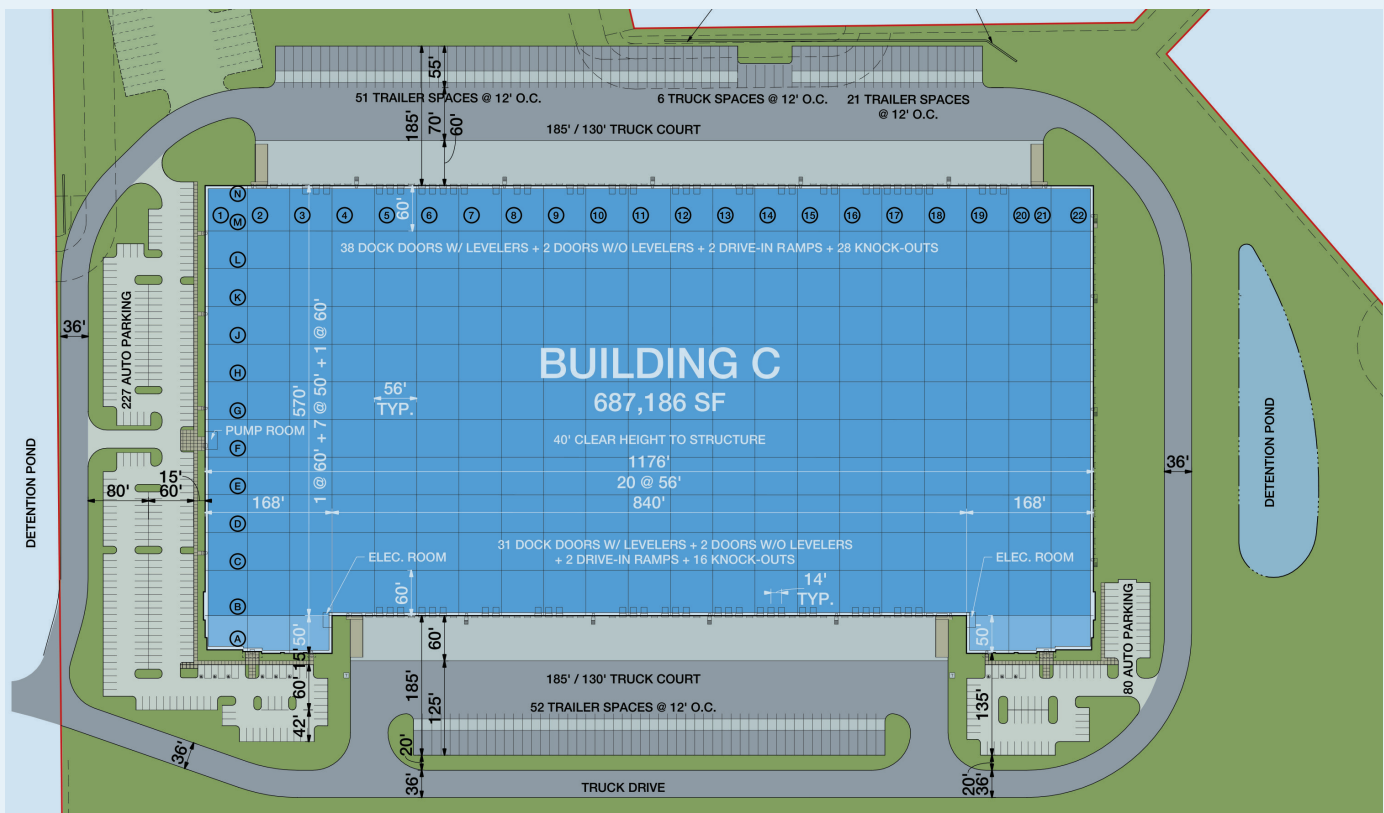 55'
51 TRAILER SPACES @ 12' O.C.
6 TRUCK SPACES @ 12' O.C.
21 TRAILER SPACES
@ 12' O.C.
185'
70'
60'
185' / 130' TRUCK COURT
N
M
L
K
J
H
G
F
E
D
C
B
A
1
2
3
4
5
6
7
8
9
10
11
12
13
14
15
16
17
18
19
20
21
22
60'
38 DOCK DOORS W/ LEVELERS + 2 DOORS W/O LEVELERS + 2 DRIVE-IN RAMPS + 28 KNOCK-OUTS
36'
227 AUTO PARKING
570'
1 @ 60' + 7 @ 50' + 1 @ 60'
BUILDING C
687,186 SF
56'
TYP.
PUMP ROOM
40' CLEAR HEIGHT TO STRUCTURE
1176'
20 @ 56'
168'
840'
168'
15'
80'
60'
DETENTION POND
36'
DETENTION POND
31 DOCK DOORS W/ LEVELERS + 2 DOORS W/O LEVELERS
+ 2 DRIVE-IN RAMPS + 16 KNOCK-OUTS
ELEC. ROOM
ELEC. ROOM
60'
14'
TYP.
50'
50'
15'
60'
42'
60'
185'
125'
185' / 130' TRUCK COURT
52 TRAILER SPACES @ 12' O.C.
135'
80 AUTO PARKING
36'
20'
36'
TRUCK DRIVE
20'
36'